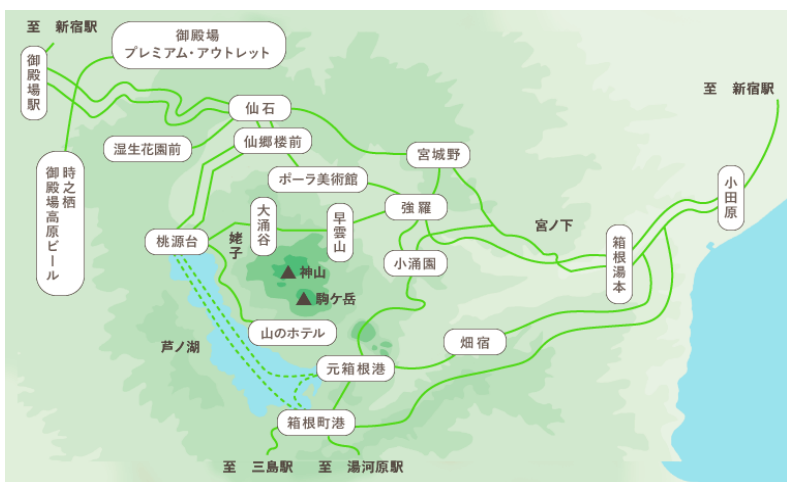 至 新宿駅
御殿場
プレミアム・アウトレット
御殿場駅
至 新宿駅
仙石
仙郷楼前
湿生花園前
宮城野
ポーラ美術館
時之栖
御殿場高原ビール
小田原
大涌谷
早雲山
強羅
桃源台
姥子
宮ノ下
箱根湯本
小涌園
神山
駒ケ岳
山のホテル
芦ノ湖
畑宿
元箱根港
箱根町港
至 三島駅
至 湯河原駅